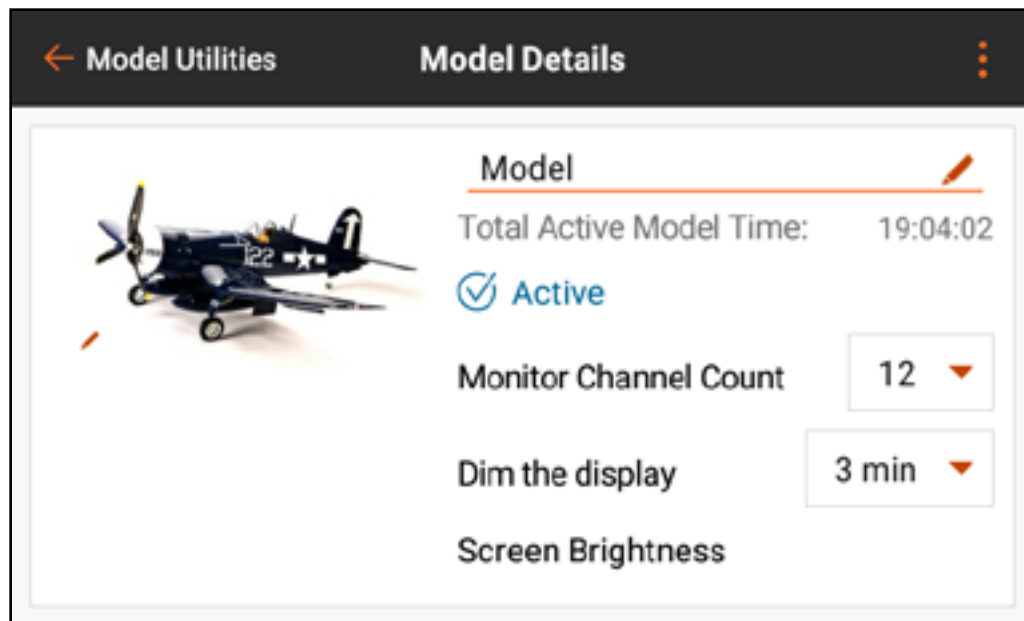 Model Utilities
Model Details
Model
Total Active Model Time: 19:04:02
122
Active
Monitor Channel Count 12
Dim the display 3 min
Screen Brightness